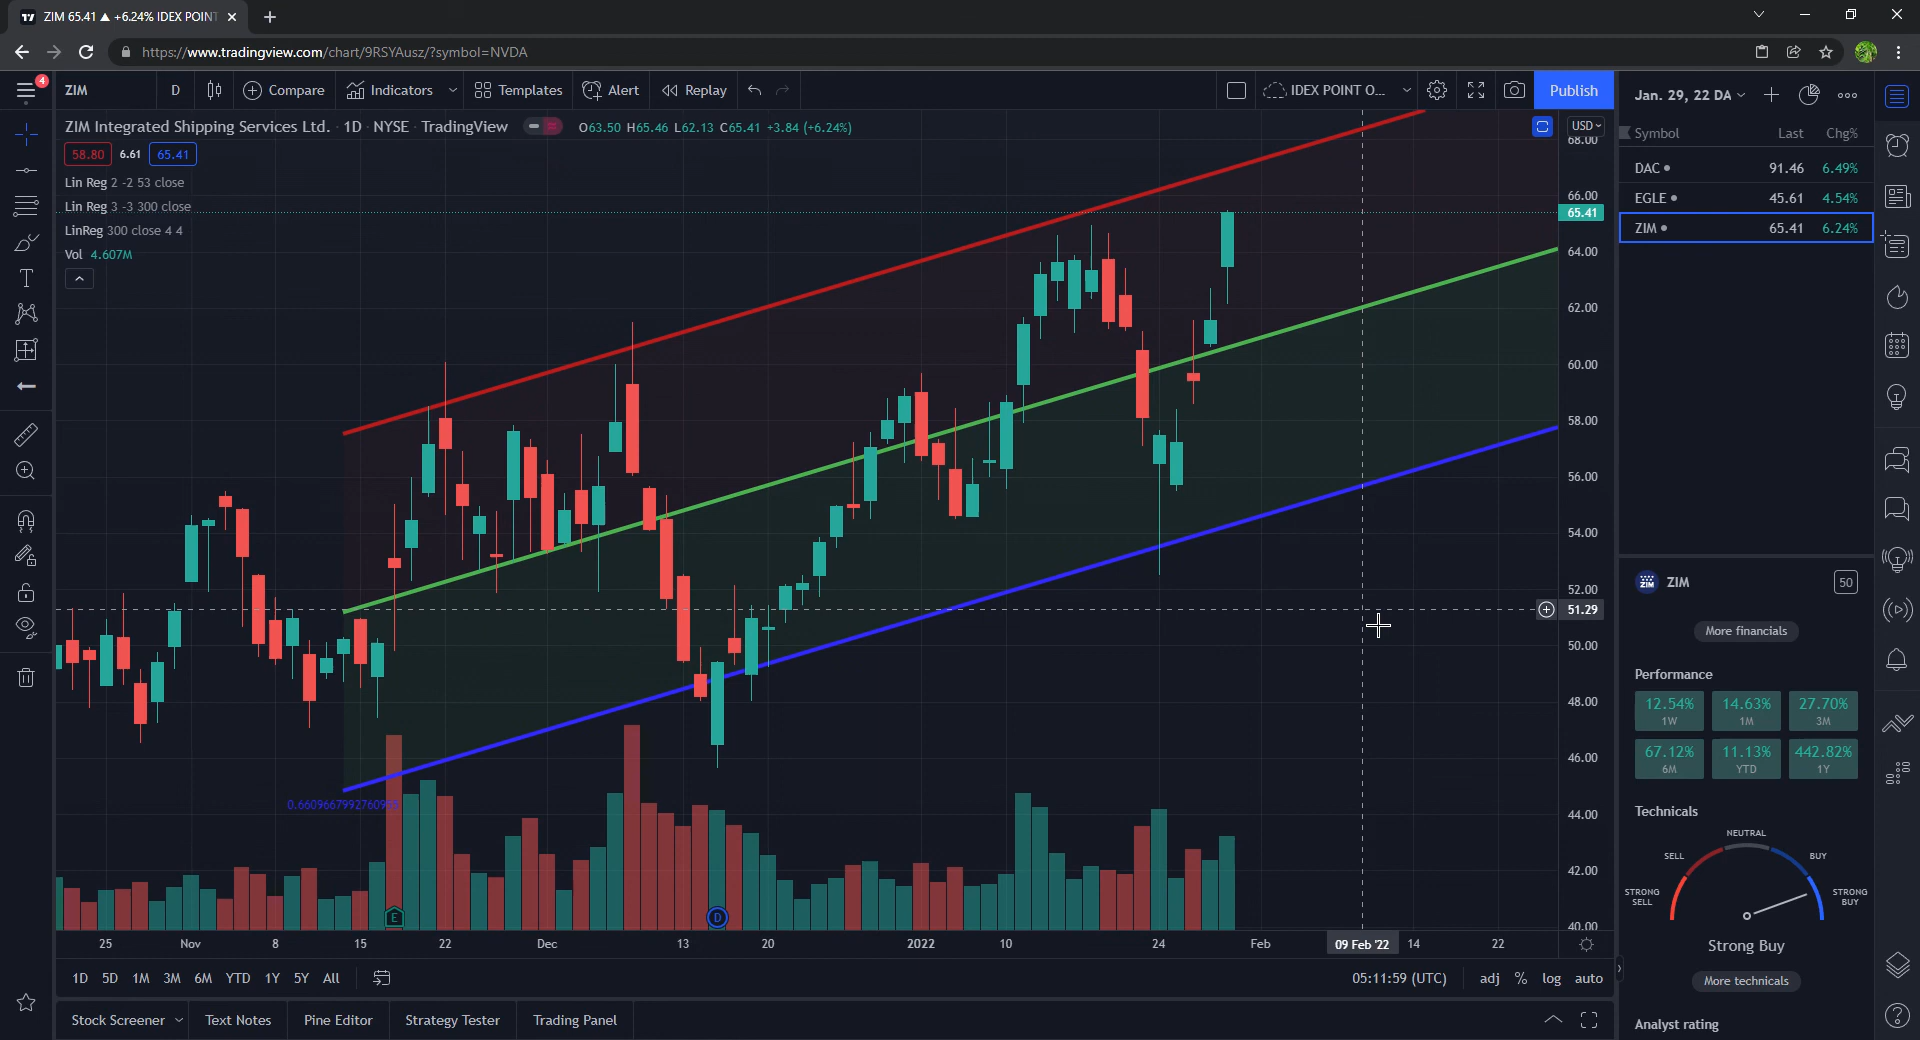 ZIM 65.41 ▲ +6.24% IDEX POINT
https://www.tradingview.com/chart/9RSYAusz/?symbol=NVDA
4
ZIM D Compare Indicators Templates Alert Replay IDEX POINT O... Publish
ZIM Integrated Shipping Services Ltd. · 1D · NYSE · TradingView O63.50 H65.46 L62.13 C65.41 +3.84 (+6.24%)
58.80 6.61 65.41
Lin Reg 2 -2 53 close
Lin Reg 3 -3 300 close
LinReg 300 close 4 4
Vol 4.607M
USD
68.00
66.00
65.41
64.00
62.00
60.00
58.00
56.00
54.00
52.00
51.29
50.00
48.00
46.00
44.00
42.00
40.00
E
D
25 Nov 8 15 22 Dec 13 20 2022 10 24 Feb 09 Feb '22 14 22
1D 5D 1M 3M 6M YTD 1Y 5Y All 05:11:59 (UTC) adj % log auto
Stock Screener Text Notes Pine Editor Strategy Tester Trading Panel
Jan. 29, 22 DA
Symbol Last Chg%
DAC 91.46 6.49%
EGLE 45.61 4.54%
ZIM 65.41 6.24%
ZIM ZIM 50
More financials
Performance
12.54% 14.63% 27.70%
1W 1M 3M
67.12% 11.13% 442.82%
6M YTD 1Y
Technicals
NEUTRAL
SELL BUY
STRONG SELL STRONG BUY
Strong Buy
More technicals
Analyst rating